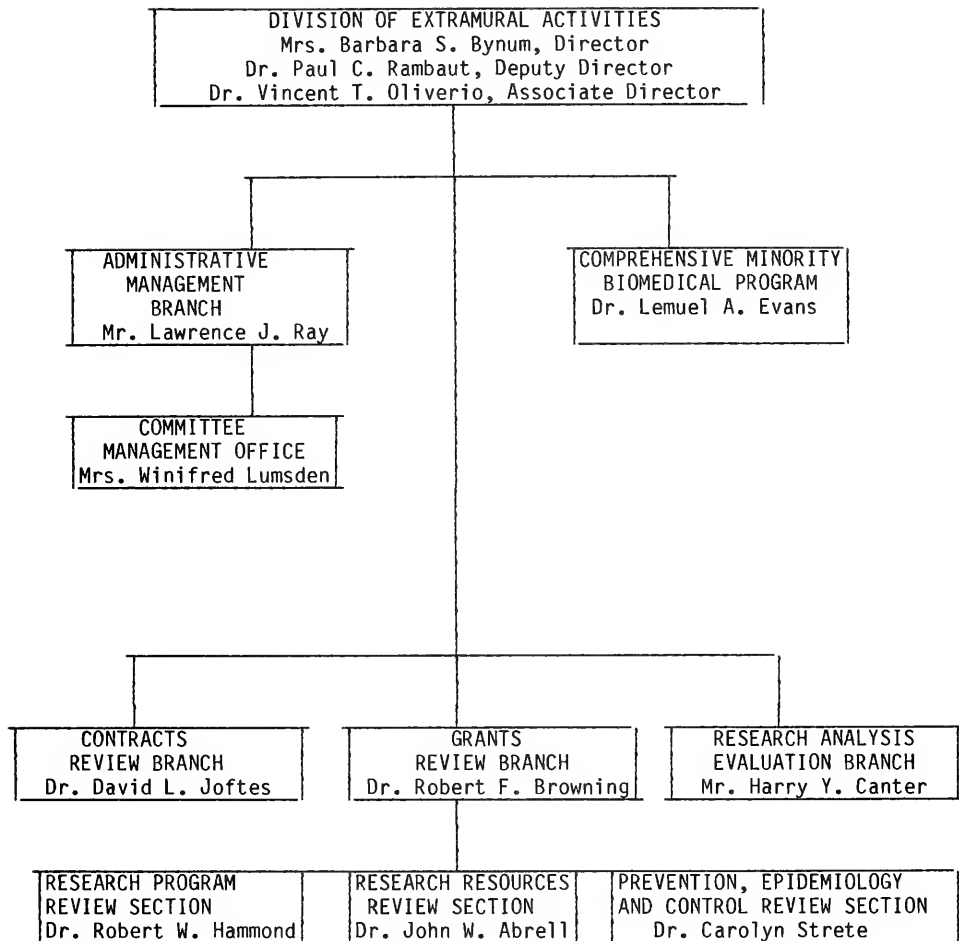 DIVISION OF EXTRAMURAL ACTIVITIES
Mrs. Barbara S. Bynum, Director
Dr. Paul C. Rambaut, Deputy Director
Dr. Vincent T. Oliverio, Associate Director
ADMINISTRATIVE
MANAGEMENT
BRANCH
Mr. Lawrence J. Ray
COMPREHENSIVE MINORITY
BIOMEDICAL PROGRAM
Dr. Lemuel A. Evans
COMMITTEE
MANAGEMENT OFFICE
Mrs. Winifred Lumsden
CONTRACTS
REVIEW BRANCH
Dr. David L. Joftes
GRANTS
REVIEW BRANCH
Dr. Robert F. Browning
RESEARCH ANALYSIS
EVALUATION BRANCH
Mr. Harry Y. Canter
RESEARCH PROGRAM
REVIEW SECTION
Dr. Robert W. Hammond
RESEARCH RESOURCES
REVIEW SECTION
Dr. John W. Abrell
PREVENTION, EPIDEMIOLOGY
AND CONTROL REVIEW SECTION
Dr. Carolyn Strete